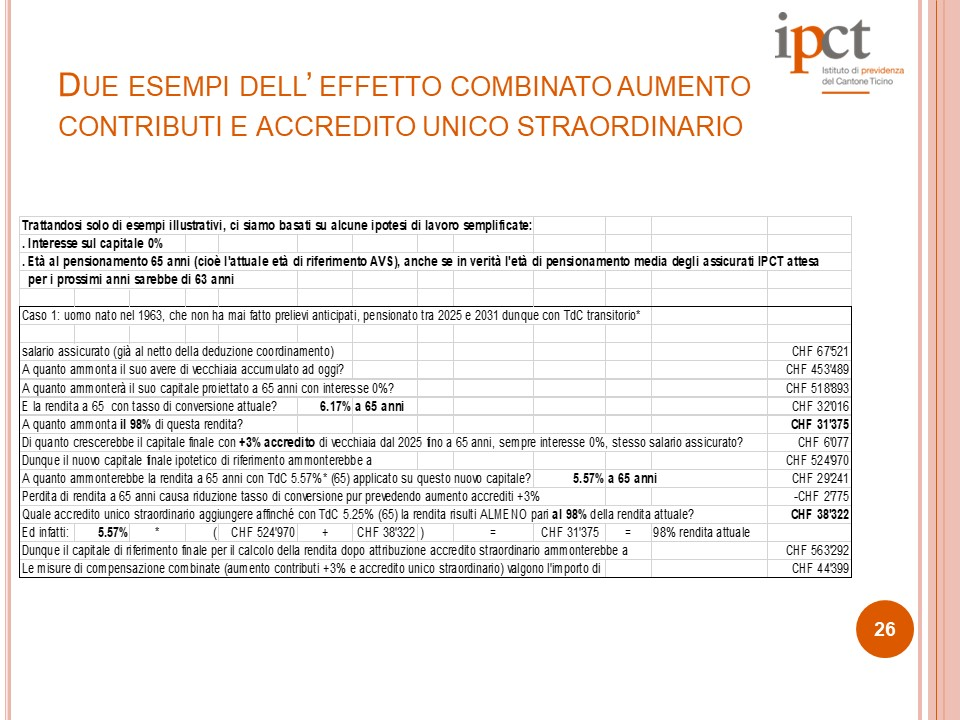 ipct
Istituto di previdenza
del Cantone Ticino
DUE ESEMPI DELL' EFFETTO COMBINATO AUMENTO
CONTRIBUTI E ACCREDITO UNICO STRAORDINARIO
Trattandosi solo di esempi illustrativi, ci siamo basati su alcune ipotesi di lavoro semplificate:
. Interesse sul capitale 0%
. Età al pensionamento 65 anni (cioè l'attuale età di riferimento AVS), anche se in verità l'età di pensionamento media degli assicurati IPCT attesa
per i prossimi anni sarebbe di 63 anni
Caso 1: uomo nato nel 1963, che non ha mai fatto prelievi anticipati, pensionato tra 2025 e 2031 dunque con TdC transitorio*
salario assicurato (già al netto della deduzione coordinamento) CHF 67'521
A quanto ammonta il suo avere di vecchiaia accumulato ad oggi? CHF 453'489
A quanto ammonterà il suo capitale proiettato a 65 anni con interesse 0%? CHF 518'893
E la rendita a 65 con tasso di conversione attuale? 6.17% a 65 anni CHF 32'016
A quanto ammonta il 98% di questa rendita? CHF 31'375
Di quanto crescerebbe il capitale finale con +3% accredito di vecchiaia dal 2025 fino a 65 anni, sempre interesse 0%, stesso salario assicurato? CHF 6'077
Dunque il nuovo capitale finale ipotetico di riferimento ammonterebbe a CHF 524'970
A quanto ammonterebbe la rendita a 65 anni con TdC 5.57%* (65) applicato su questo nuovo capitale? 5.57% a 65 anni CHF 29'241
Perdita di rendita a 65 anni causa riduzione tasso di conversione pur prevedendo aumento accrediti +3% -CHF 2'775
Quale accredito unico straordinario aggiungere affinché con TdC 5.25% (65) la rendita risulti ALMENO pari al 98% della rendita attuale? CHF 38'322
Ed infatti: 5.57% * ( CHF 524'970 + CHF 38'322 ) = CHF 31'375 = 98% rendita attuale
Dunque il capitale di riferimento finale per il calcolo della rendita dopo attribuzione accredito straordinario ammonterebbe a CHF 563'292
Le misure di compensazione combinate (aumento contributi +3% e accredito unico straordinario) valgono l'importo di CHF 44'399
26